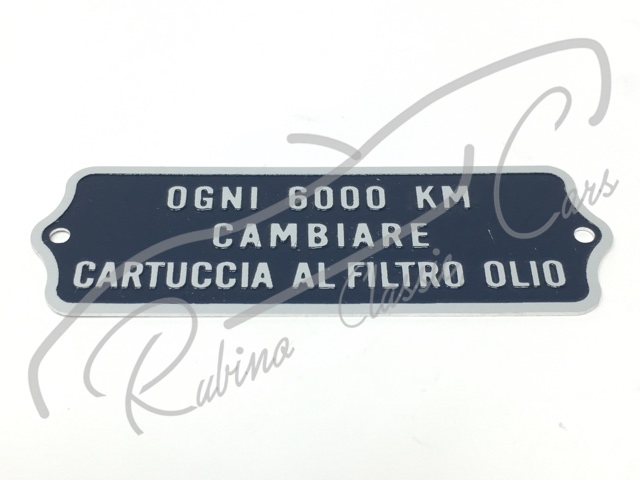 OGNI 6000 KM
CAMBIARE
CARTUCCIA AL FILTRO OLIO
Rubino Classic Cars